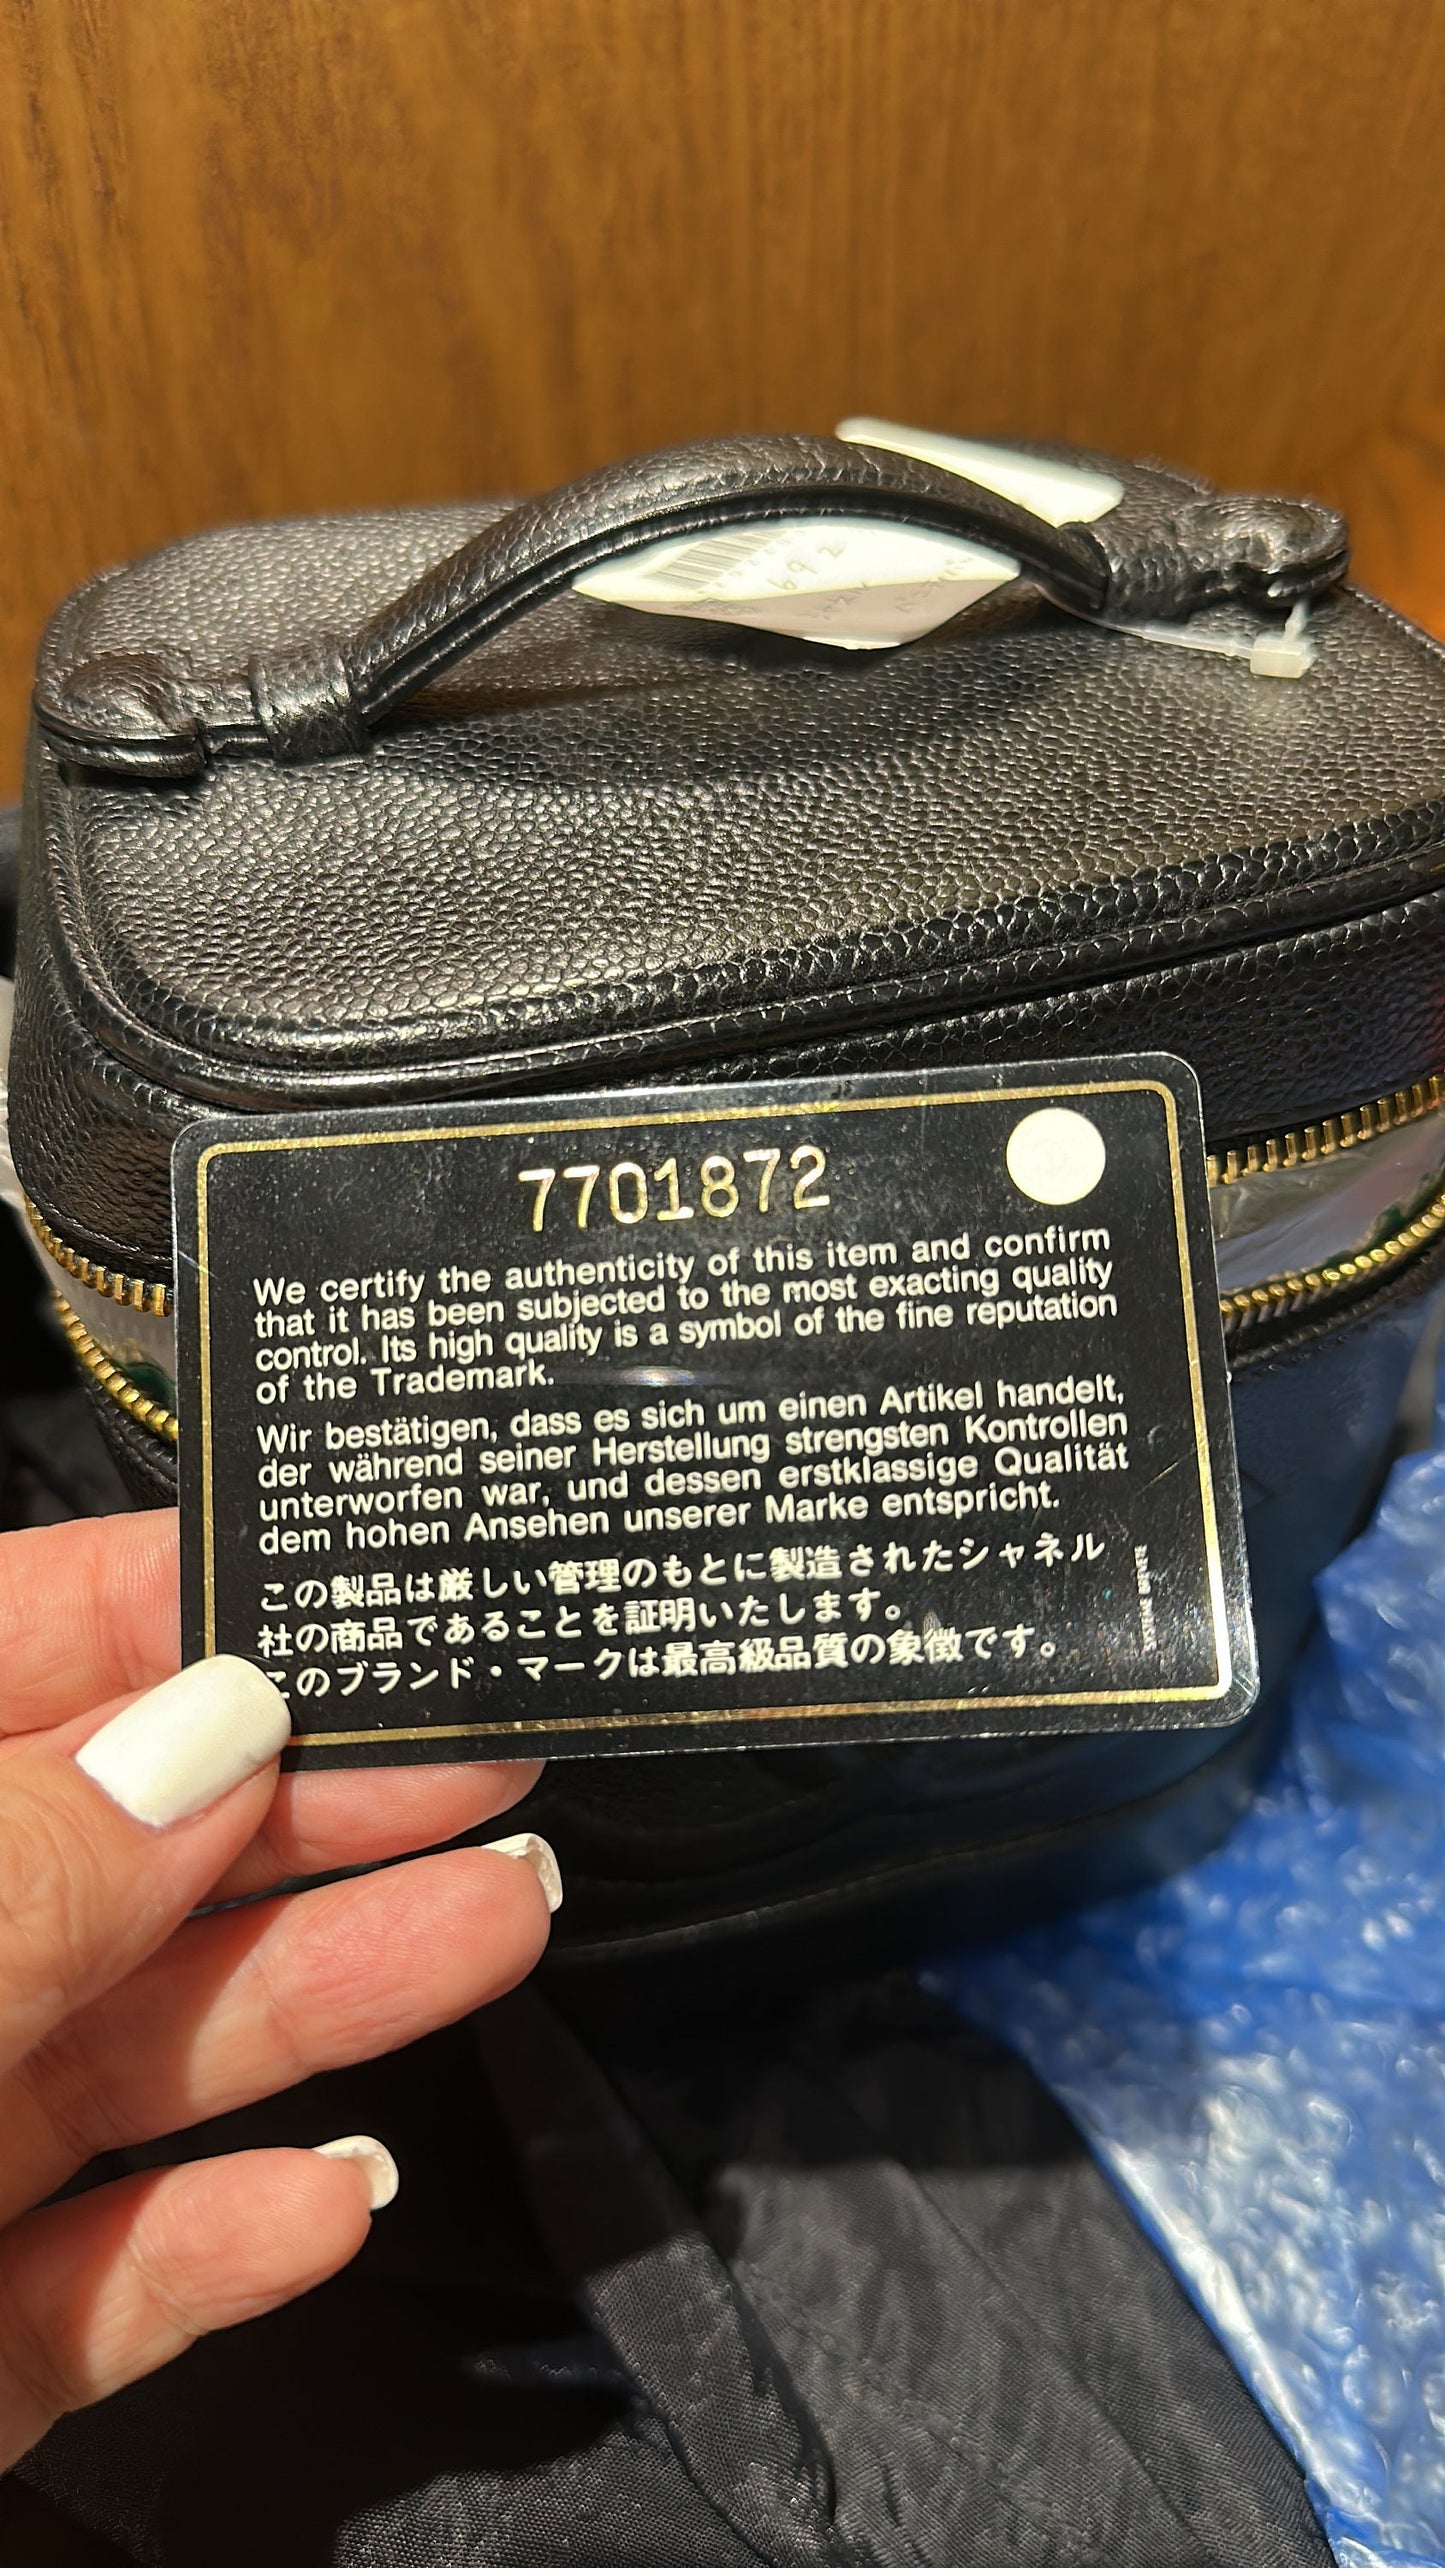 692
7701872
We certify the authenticity of this item and confirm
that it has been subjected to the most exacting quality
control. Its high quality is a symbol of the fine reputation
of the Trademark.
Wir bestätigen, dass es sich um einen Artikel handelt,
der während seiner Herstellung strengsten Kontrollen
unterworfen war, und dessen erstklassige Qualität
dem hohen Ansehen unserer Marke entspricht.
この製品は厳しい管理のもとに製造されたシャネル
社の商品であることを証明いたします。
このブランド・マークは最高級品質の象徴です。